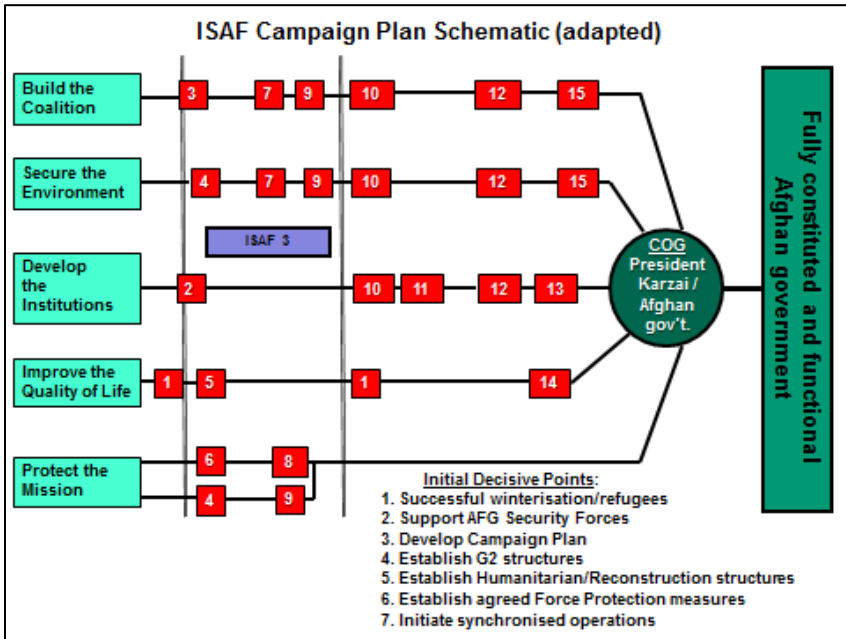 ISAF Campaign Plan Schematic (adapted)
Build the
Coalition
3 7 9 10 12 15
Secure the
Environment
4 7 9 10 12 15
ISAF 3
Develop
the
Institutions
2 10 11 12 13
Improve the
Quality of Life
1 5 1 14
Protect the
Mission
6 8
4 9
COG
President
Karzai /
Afghan
gov't.
Fully constituted and functional
Afghan government
Initial Decisive Points:
1. Successful winterisation/refugees
2. Support AFG Security Forces
3. Develop Campaign Plan
4. Establish G2 structures
5. Establish Humanitarian/Reconstruction structures
6. Establish agreed Force Protection measures
7. Initiate synchronised operations